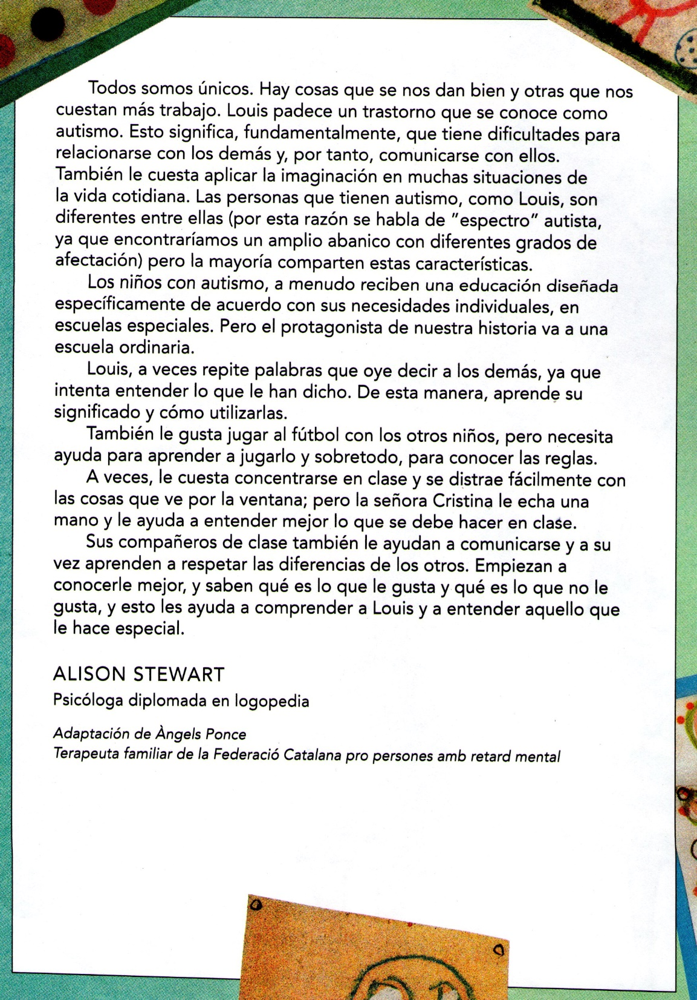 Todos somos únicos. Hay cosas que se nos dan bien y otras que nos
cuestan más trabajo. Louis padece un trastorno que se conoce como
autismo. Esto significa, fundamentalmente, que tiene dificultades para
relacionarse con los demás y, por tanto, comunicarse con ellos.
También le cuesta aplicar la imaginación en muchas situaciones de
la vida cotidiana. Las personas que tienen autismo, como Louis, son
diferentes entre ellas (por esta razón se habla de "espectro" autista,
ya que encontraríamos un amplio abanico con diferentes grados de
afectación) pero la mayoría comparten estas características.
Los niños con autismo, a menudo reciben una educación diseñada
específicamente de acuerdo con sus necesidades individuales, en
escuelas especiales. Pero el protagonista de nuestra historia va a una
escuela ordinaria.
Louis, a veces repite palabras que oye decir a los demás, ya que
intenta entender lo que le han dicho. De esta manera, aprende su
significado y cómo utilizarlas.
También le gusta jugar al fútbol con los otros niños, pero necesita
ayuda para aprender a jugarlo y sobretodo, para conocer las reglas.
A veces, le cuesta concentrarse en clase y se distrae fácilmente con
las cosas que ve por la ventana; pero la señora Cristina le echa una
mano y le ayuda a entender mejor lo que se debe hacer en clase.
Sus compañeros de clase también le ayudan a comunicarse y a su
vez aprenden a respetar las diferencias de los otros. Empiezan a
conocerle mejor, y saben qué es lo que le gusta y qué es lo que no le
gusta, y esto les ayuda a comprender a Louis y a entender aquello que
le hace especial.
ALISON STEWART
Psicóloga diplomada en logopedia
Adaptación de Àngels Ponce
Terapeuta familiar de la Federació Catalana pro persones amb retard mental